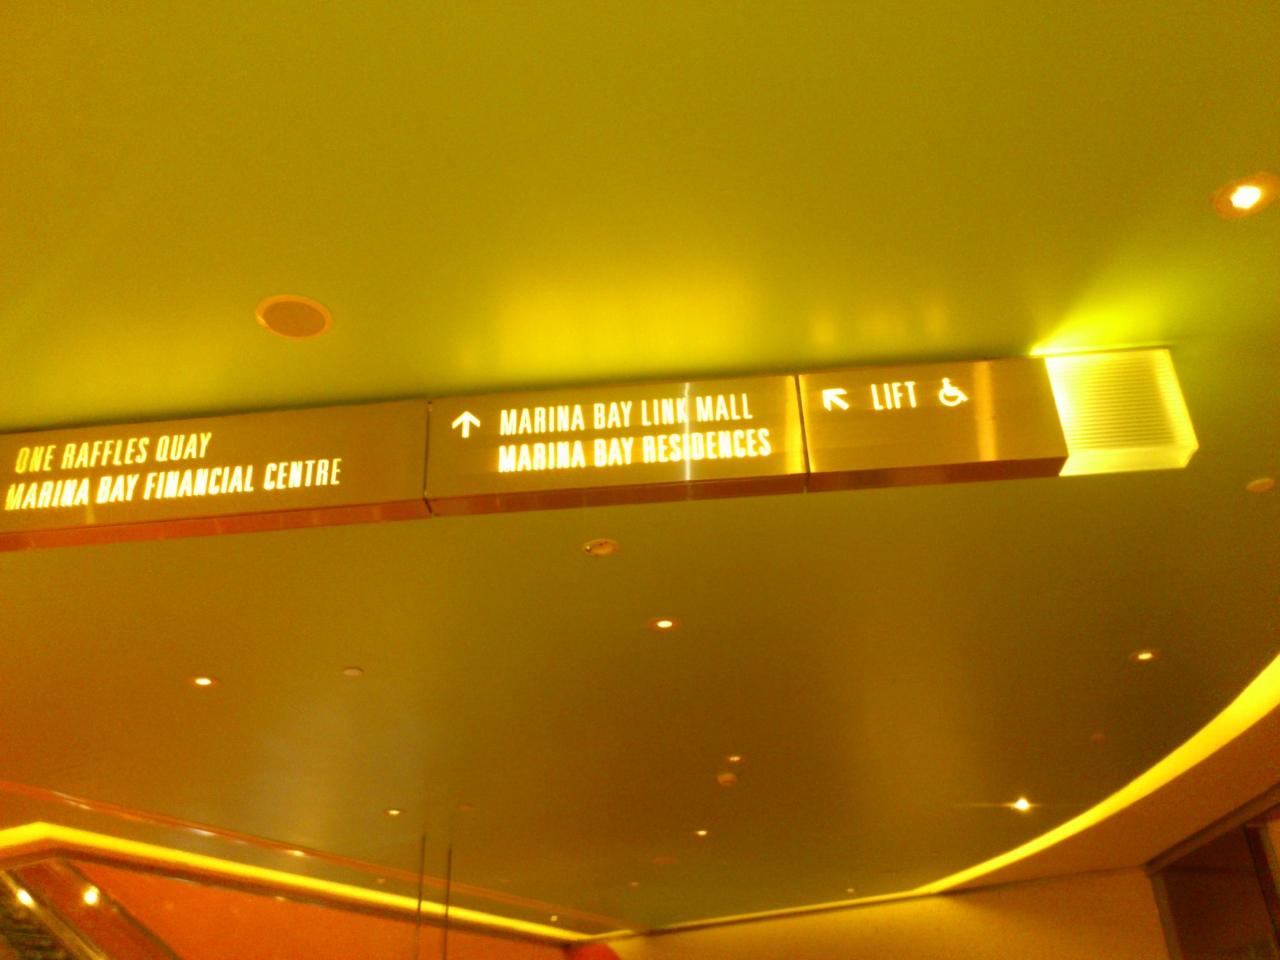 ONE RAFFLES QUAY
MARINA BAY FINANCIAL CENTRE
MARINA BAY LINK MALL
MARINA BAY RESIDENCES
LIFT